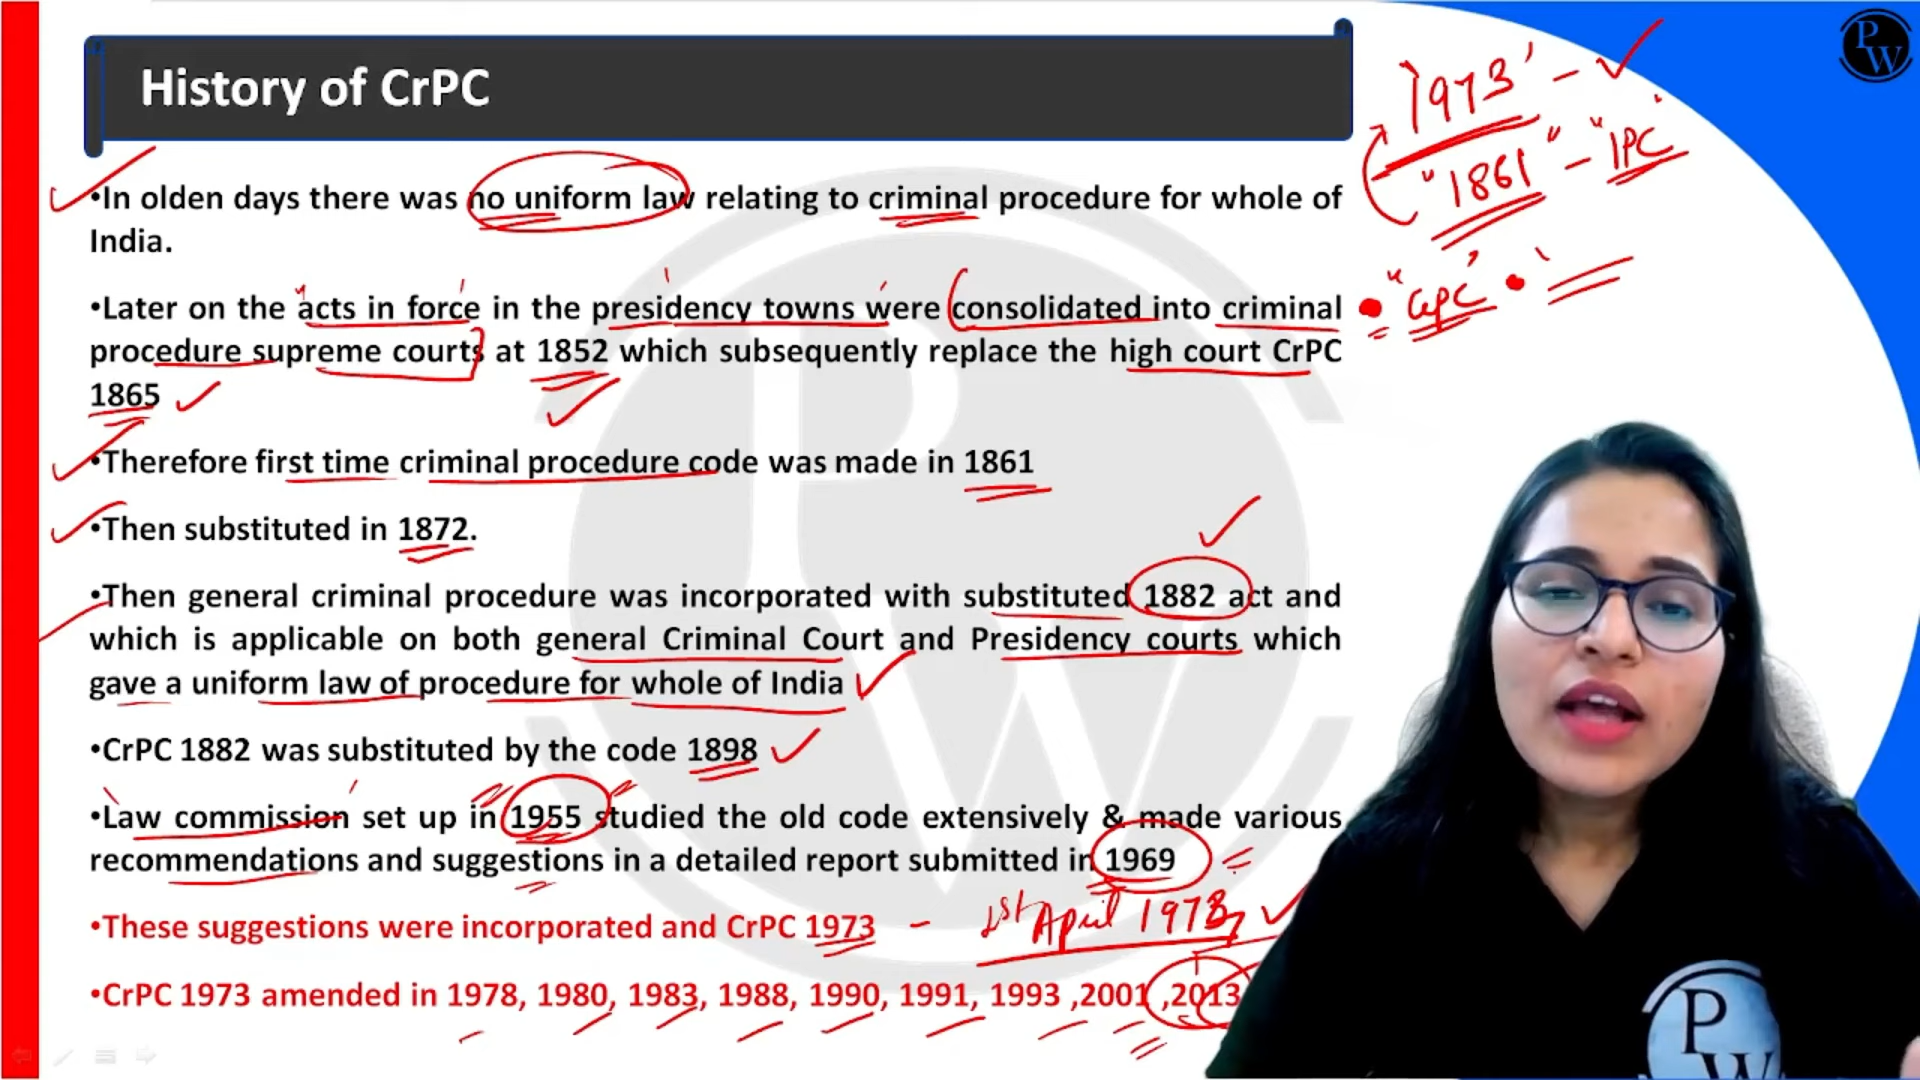 History of CrPC
•In olden days there was no uniform law relating to criminal procedure for whole of
India.
•Later on the acts in force in the presidency towns were consolidated into criminal
procedure supreme courts at 1852 which subsequently replace the high court CrPC
1865
•Therefore first time criminal procedure code was made in 1861
•Then substituted in 1872.
•Then general criminal procedure was incorporated with substituted 1882 act and
which is applicable on both general Criminal Court and Presidency courts which
gave a uniform law of procedure for whole of India
•CrPC 1882 was substituted by the code 1898
•Law commission set up in 1955 studied the old code extensively & made various
recommendations and suggestions in a detailed report submitted in 1969
•These suggestions were incorporated and CrPC 1973 - 1st April 1973
•CrPC 1973 amended in 1978, 1980, 1983, 1988, 1990, 1991, 1993 ,2001 ,2013
'1973' -
"1861" - "IPC
"CrPC"
PW
PW
PW